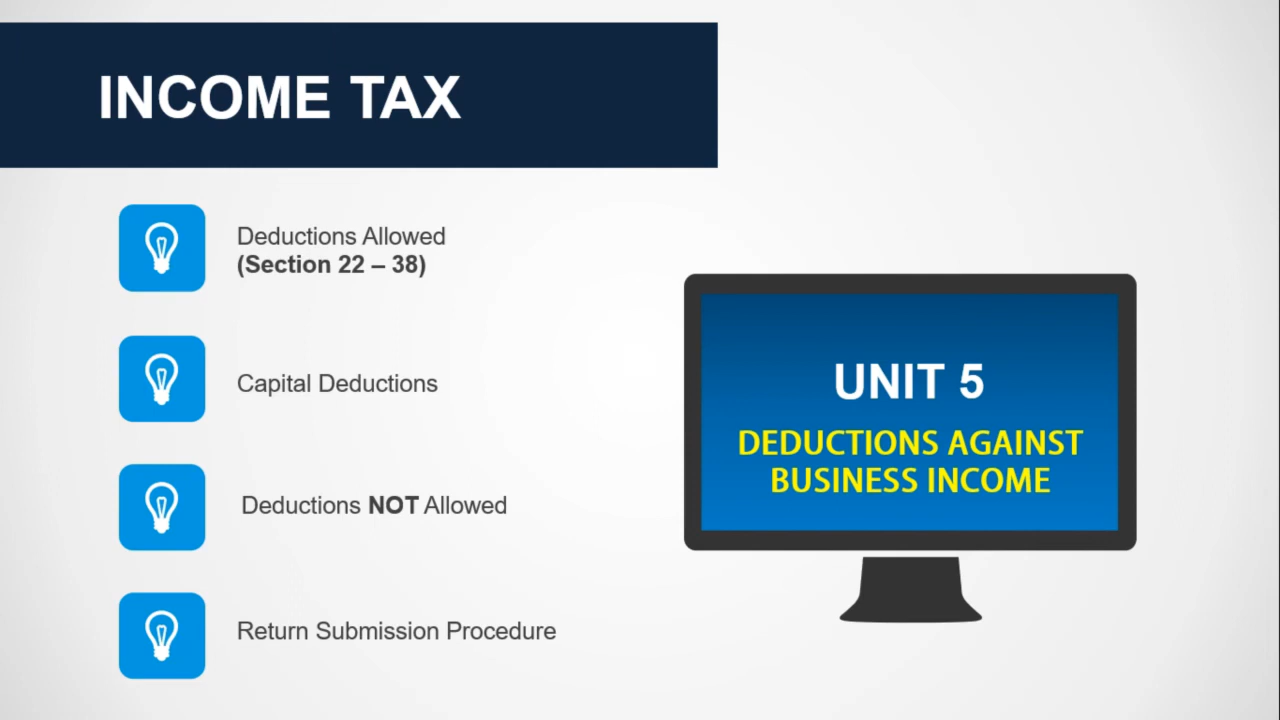 INCOME TAX
Deductions Allowed
(Section 22 – 38)
Capital Deductions
Deductions NOT Allowed
Return Submission Procedure
UNIT 5
DEDUCTIONS AGAINST
BUSINESS INCOME